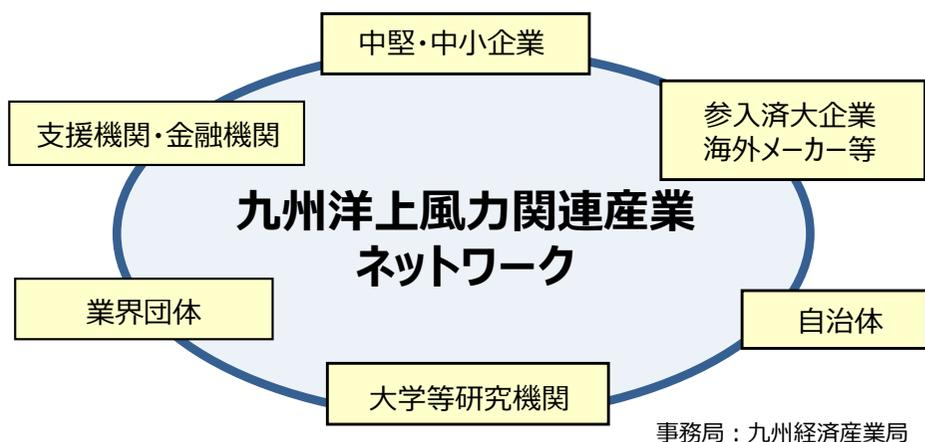 中堅・中小企業
支援機関・金融機関
参入済大企業
海外メーカー等
九州洋上風力関連産業
ネットワーク
業界団体
自治体
大学等研究機関
事務局：九州経済産業局